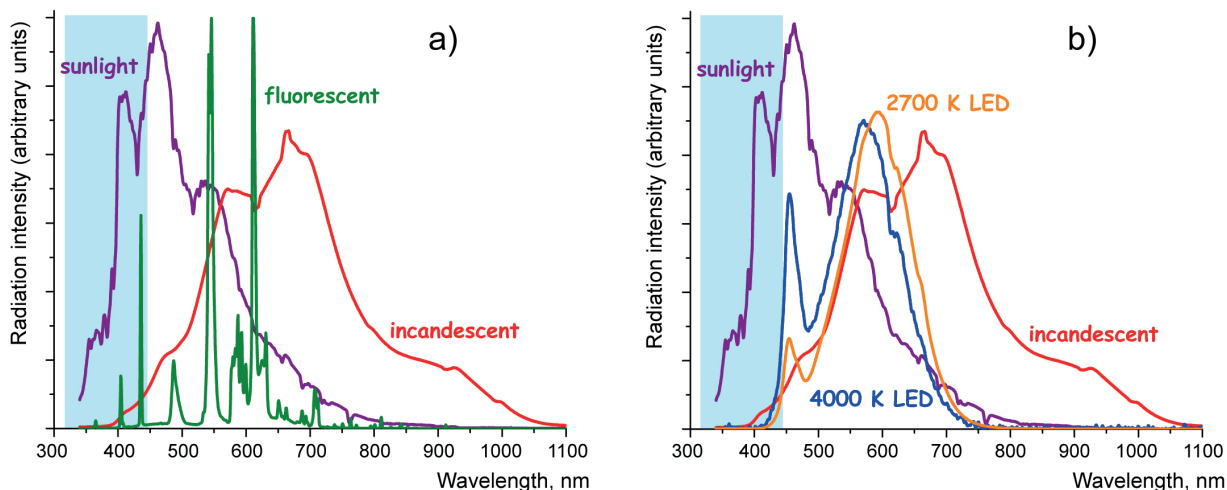 a)
sunlight
fluorescent
incandescent
Radiation intensity (arbitrary units)
300 400 500 600 700 800 900 1000 1100
Wavelength, nm
b)
sunlight
2700 K LED
incandescent
4000 K LED
Radiation intensity (arbitrary units)
300 400 500 600 700 800 900 1000 1100
Wavelength, nm